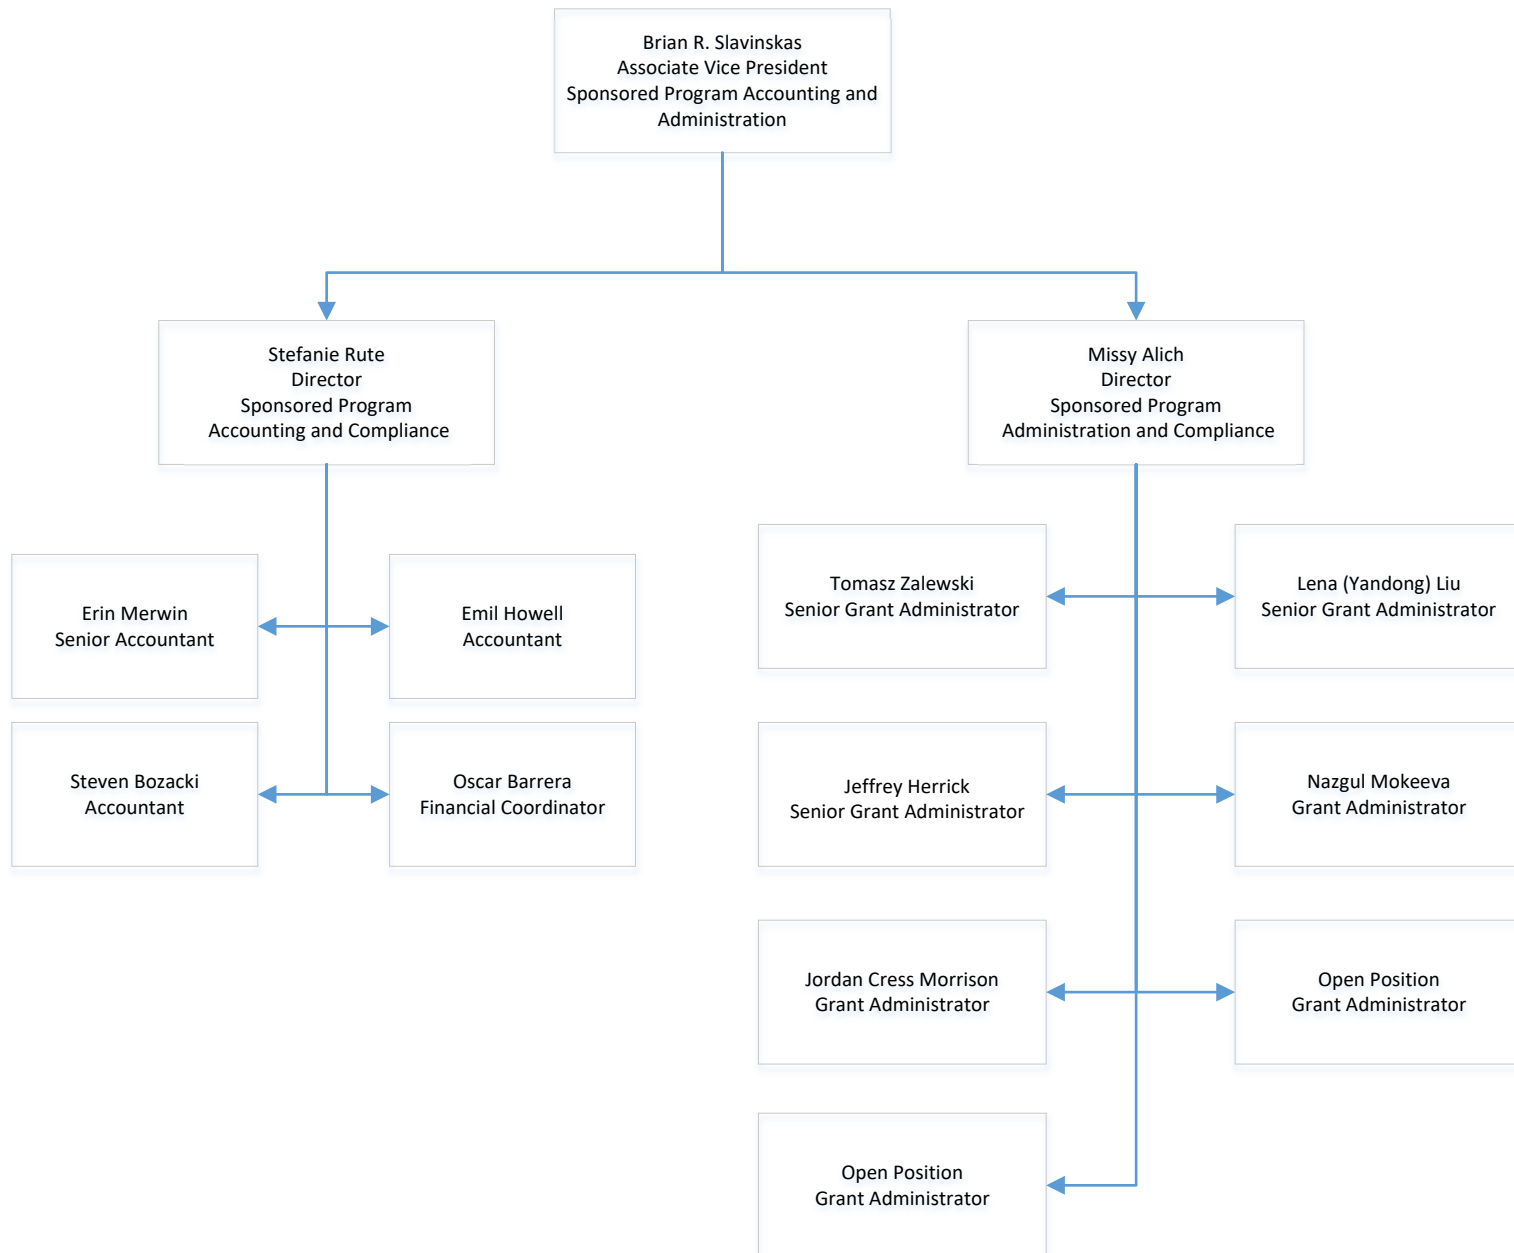 Brian R. Slavinskas
Associate Vice President
Sponsored Program Accounting and
Administration
Stefanie Rute
Director
Sponsored Program
Accounting and Compliance
Missy Alich
Director
Sponsored Program
Administration and Compliance
Erin Merwin
Senior Accountant
Emil Howell
Accountant
Steven Bozacki
Accountant
Oscar Barrera
Financial Coordinator
Tomasz Zalewski
Senior Grant Administrator
Lena (Yandong) Liu
Senior Grant Administrator
Jeffrey Herrick
Senior Grant Administrator
Nazgul Mokeeva
Grant Administrator
Jordan Cress Morrison
Grant Administrator
Open Position
Grant Administrator
Open Position
Grant Administrator